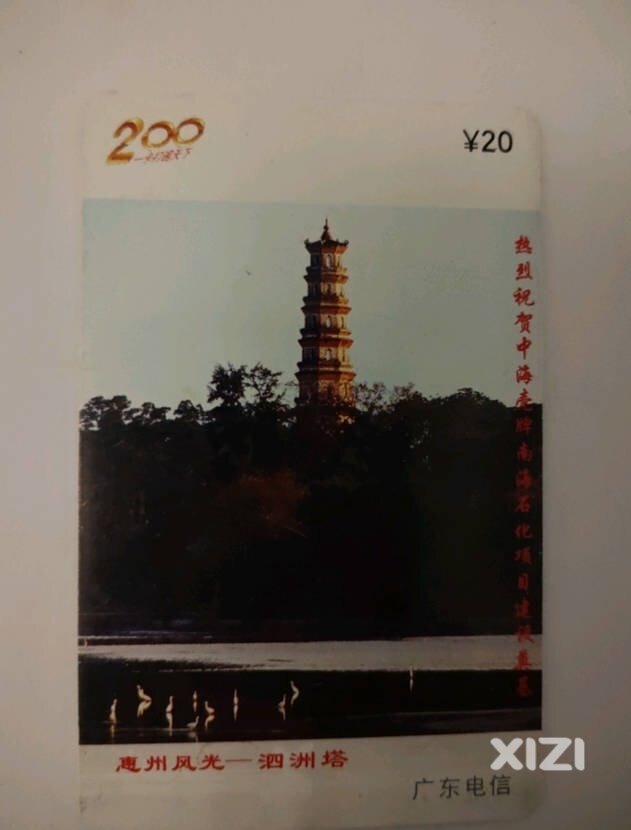 200
一卡打遍天下
¥20
热烈祝贺中海壳牌南海石化项目建设奠基
惠州风光—泗洲塔
XIZI
广东电信